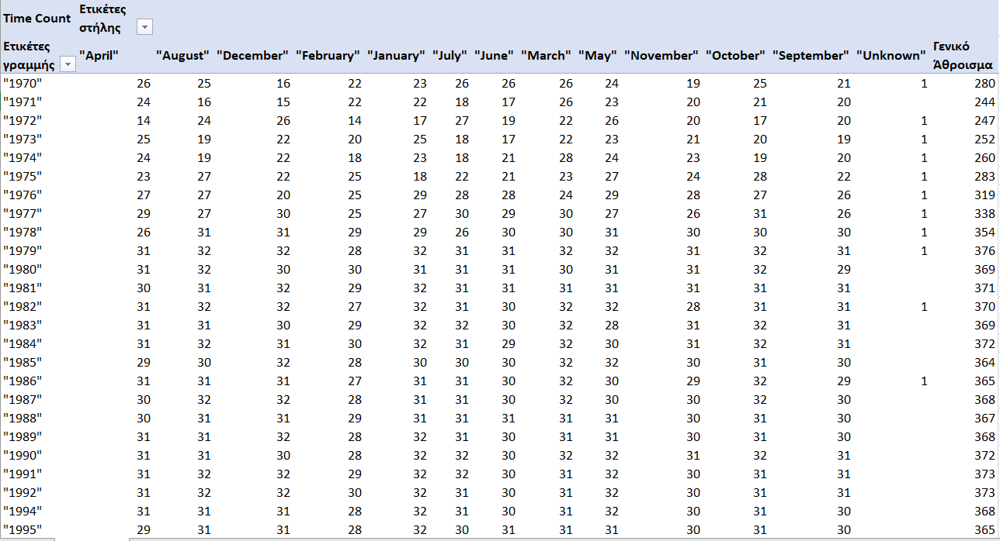 Time Count Ετικέτες στήλης
Ετικέτες γραμμής "April" "August" "December" "February" "January" "July" "June" "March" "May" "November" "October" "September" "Unknown" Γενικό Άθροισμα
"1970" 26 25 16 22 23 26 26 26 24 19 25 21 1 280
"1971" 24 16 15 22 22 18 17 26 23 20 21 20 244
"1972" 14 24 26 14 17 27 19 22 26 20 17 20 1 247
"1973" 25 19 22 20 25 18 17 22 23 21 20 19 1 252
"1974" 24 19 22 18 23 18 21 28 24 23 19 20 1 260
"1975" 23 27 22 25 18 22 21 23 27 24 28 22 1 283
"1976" 27 27 20 25 29 28 28 24 29 28 27 26 1 319
"1977" 29 27 30 25 27 30 29 30 27 26 31 26 1 338
"1978" 26 31 31 29 29 26 30 30 31 30 30 30 1 354
"1979" 31 32 32 28 32 31 31 32 32 31 32 31 1 376
"1980" 31 32 30 30 31 31 31 30 31 31 32 29 369
"1981" 30 31 32 29 32 31 31 31 31 31 31 31 371
"1982" 31 32 32 27 32 31 30 32 32 28 31 31 1 370
"1983" 31 31 30 29 32 32 30 32 28 31 32 31 369
"1984" 31 32 31 30 32 31 29 32 30 31 32 31 372
"1985" 29 30 32 28 30 30 30 32 32 30 31 30 364
"1986" 31 31 31 27 31 31 30 32 30 29 32 29 1 365
"1987" 30 32 32 28 31 31 30 32 30 30 32 30 368
"1988" 30 31 31 29 31 31 31 31 31 30 31 30 367
"1989" 31 31 32 28 32 31 30 31 31 30 31 30 368
"1990" 31 31 30 28 32 32 30 32 32 31 32 31 372
"1991" 31 32 32 29 32 32 30 31 32 30 31 31 373
"1992" 31 32 32 30 32 31 30 31 32 30 31 31 373
"1994" 31 31 31 28 32 31 30 31 32 30 31 30 368
"1995" 29 31 31 28 32 30 31 31 31 30 31 30 365